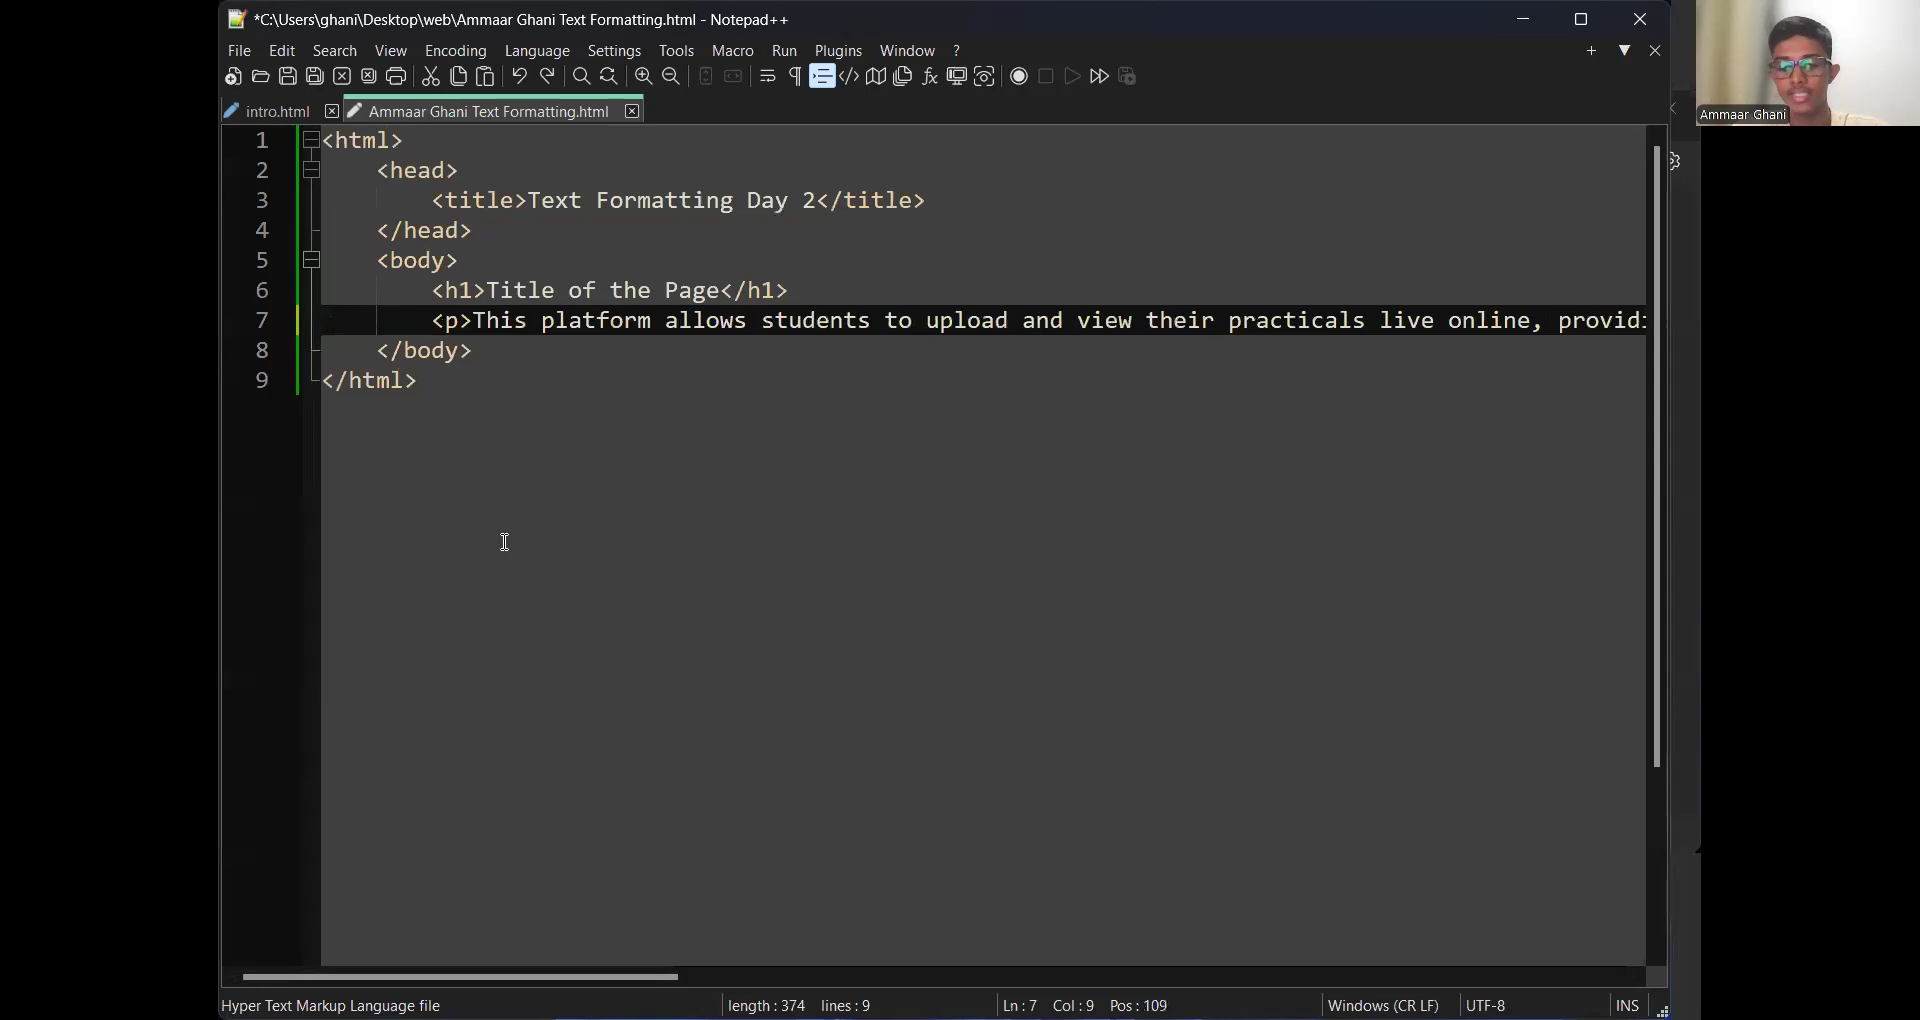 *C:\Users\ghani\Desktop\web\Ammaar Ghani Text Formatting.html - Notepad++
File Edit Search View Encoding Language Settings Tools Macro Run Plugins Window ?
intro.html Ammaar Ghani Text Formatting.html
Ammaar Ghani
1 <html>
2 <head>
3 <title>Text Formatting Day 2</title>
4 </head>
5 <body>
6 <h1>Title of the Page</h1>
7 <p>This platform allows students to upload and view their practicals live online,
8 </body>
9 </html>
Hyper Text Markup Language file length : 374 lines : 9 Ln : 7 Col : 9 Pos : 109 Windows (CR LF) UTF-8 INS